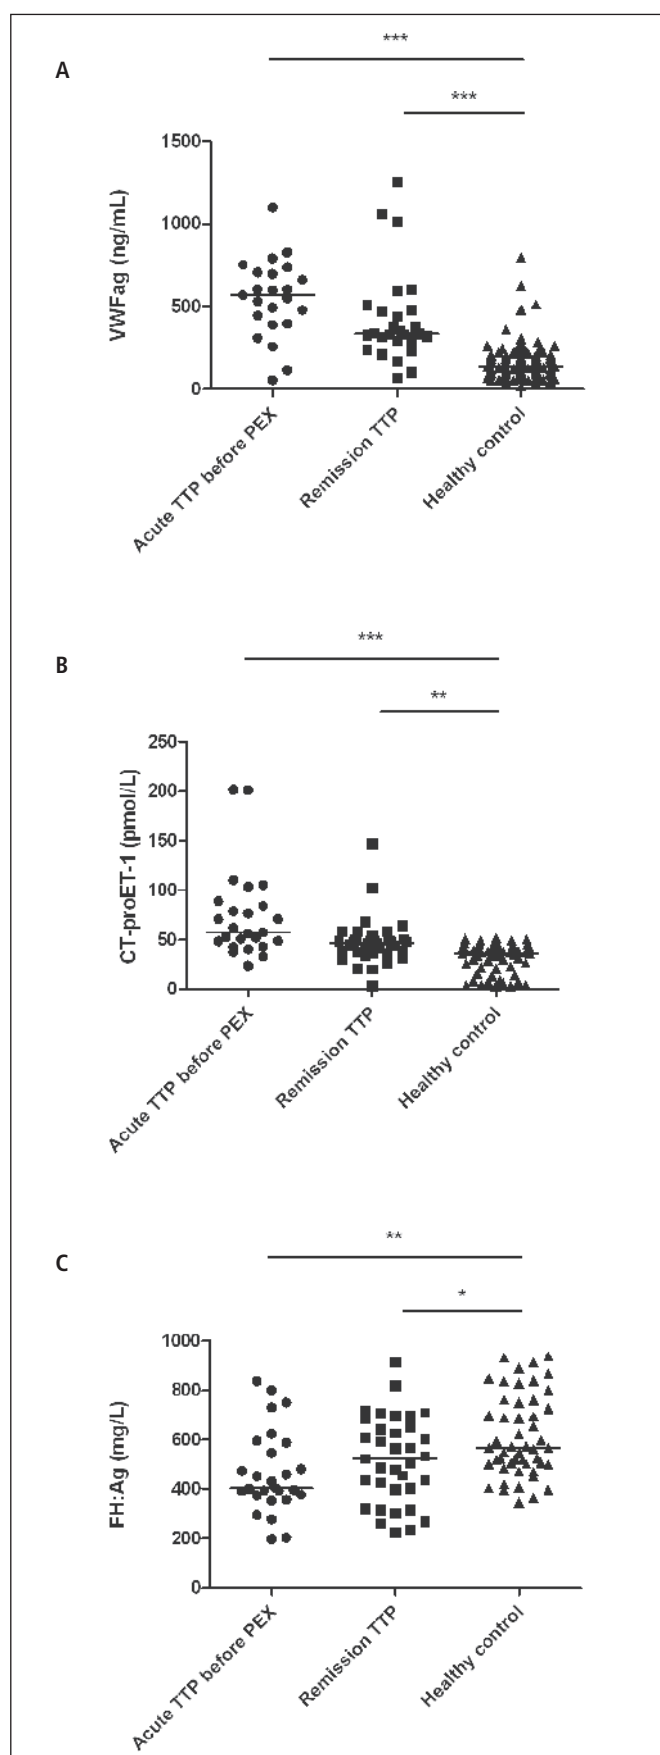 A
***
***
VWFag (ng/mL)
1500
1000
500
0
Acute TTP before PEX
Remission TTP
Healthy control
B
***
**
CT-proET-1 (pmol/L)
250
200
150
100
50
0
Acute TTP before PEX
Remission TTP
Healthy control
C
**
*
FH:Ag (mg/L)
1000
800
600
400
200
0
Acute TTP before PEX
Remission TTP
Healthy control